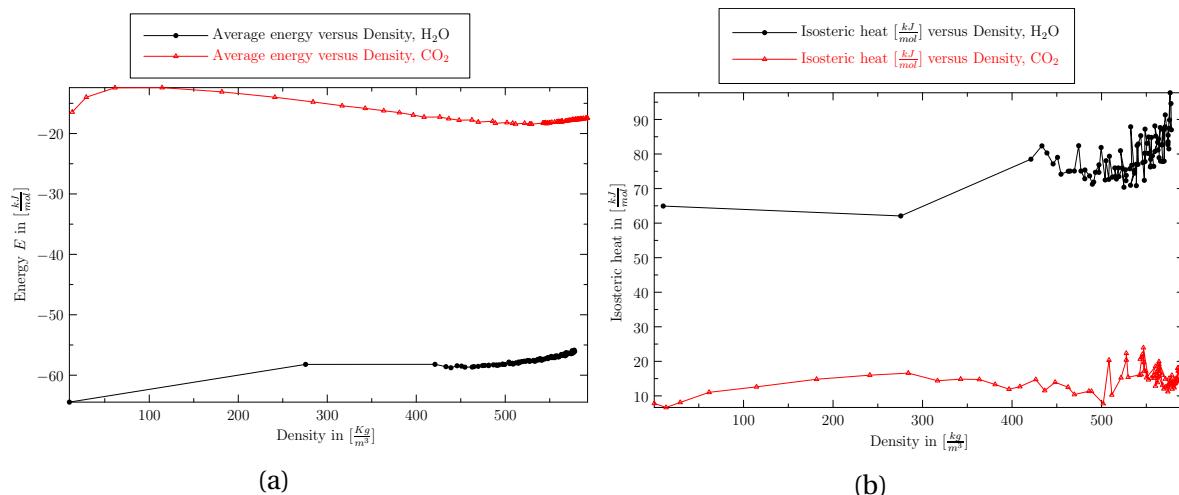 Average energy versus Density, H₂O
Average energy versus Density, CO₂
−20
−30
−40
−50
−60
Energy E in [kJ/mol]
100
200
300
400
500
Density in [Kg/m³]
(a)
Isosteric heat [kJ/mol] versus Density, H₂O
Isosteric heat [kJ/mol] versus Density, CO₂
90
80
70
60
50
40
30
20
10
Isosteric heat in [kJ/mol]
100
200
300
400
500
Density in [kg/m³]
(b)